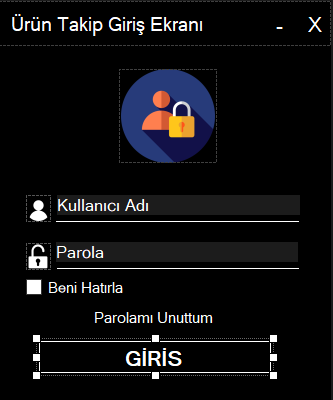 Ürün Takip Giriş Ekranı - X
Kullanıcı Adı
Parola
Beni Hatırla
Parolamı Unuttum
GİRİS